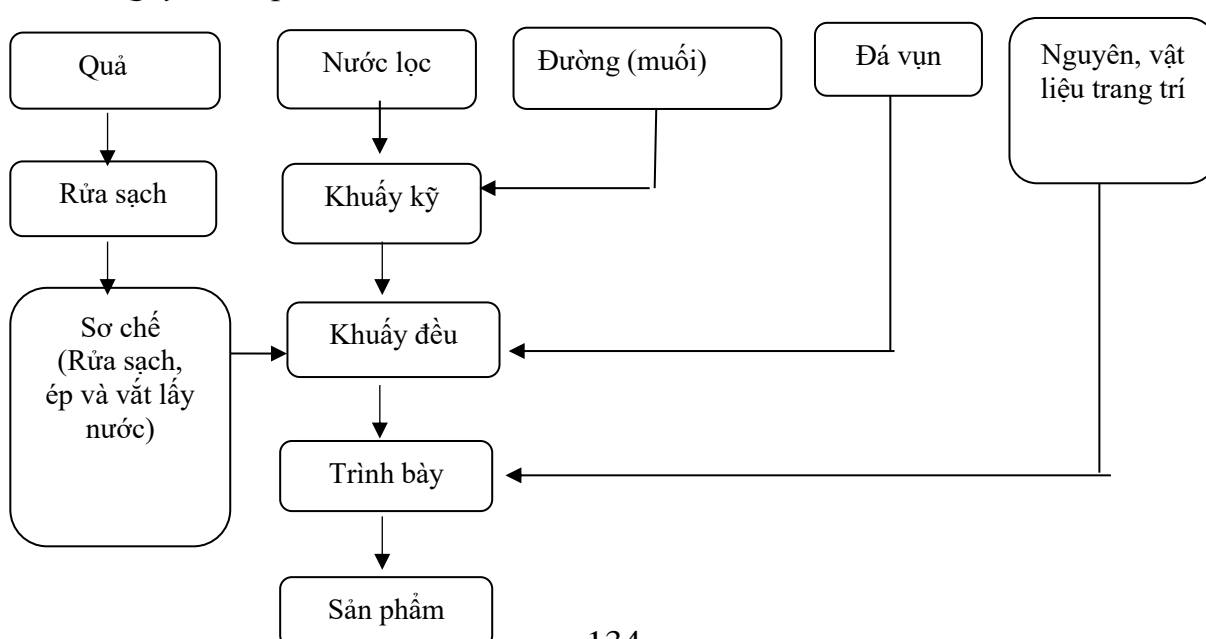 Quả
Nước lọc
Đường (muối)
Đá vụn
Nguyên, vật
liệu trang trí
Rửa sạch
Khuấy kỹ
Sơ chế
(Rửa sạch,
ép và vắt lấy
nước)
Khuấy đều
Trình bày
Sản phẩm